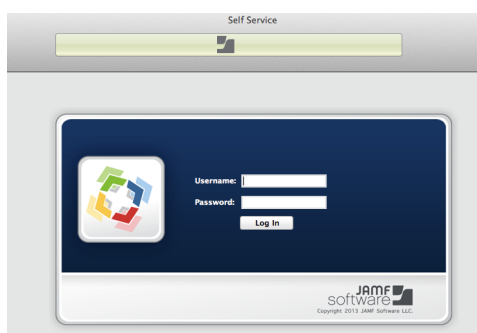 Self Service
Username:
Password:
Log In
JAMF
software
Copyright 2013 JAMF Software LLC.